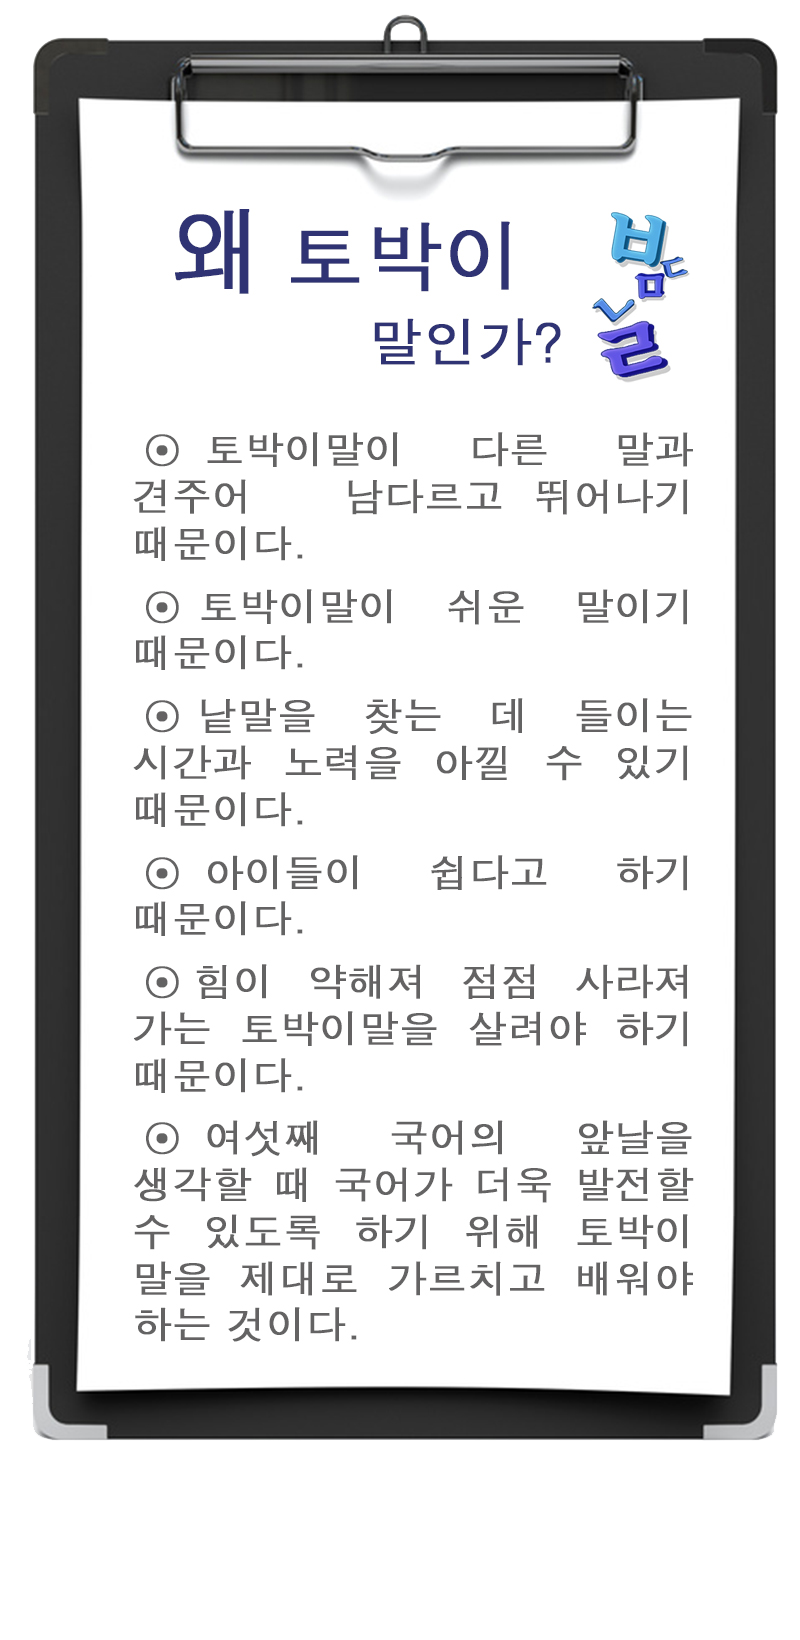 왜 토박이
말인가?
⊙ 토박이말이 다른 말과
견주어 남다르고 뛰어나기
때문이다.
⊙ 토박이말이 쉬운 말이기
때문이다.
⊙ 낱말을 찾는 데 들이는
시간과 노력을 아낄 수 있기
때문이다.
⊙ 아이들이 쉽다고 하기
때문이다.
⊙ 힘이 약해져 점점 사라져
가는 토박이말을 살려야 하기
때문이다.
⊙ 여섯째 국어의 앞날을
생각할 때 국어가 더욱 발전할
수 있도록 하기 위해 토박이
말을 제대로 가르치고 배워야
하는 것이다.